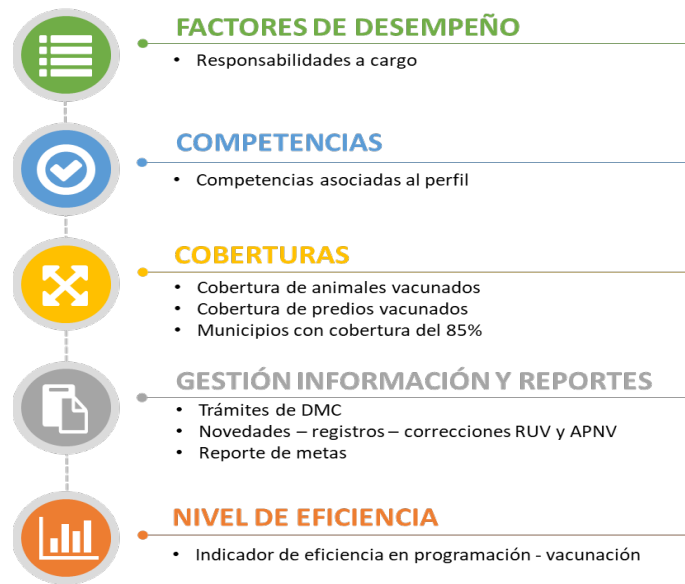 FACTORES DE DESEMPEÑO
• Responsabilidades a cargo
COMPETENCIAS
• Competencias asociadas al perfil
COBERTURAS
• Cobertura de animales vacunados
• Cobertura de predios vacunados
• Municipios con cobertura del 85%
GESTIÓN INFORMACIÓN Y REPORTES
• Trámites de DMC
• Novedades – registros – correcciones RUV y APNV
• Reporte de metas
NIVEL DE EFICIENCIA
• Indicador de eficiencia en programación - vacunación